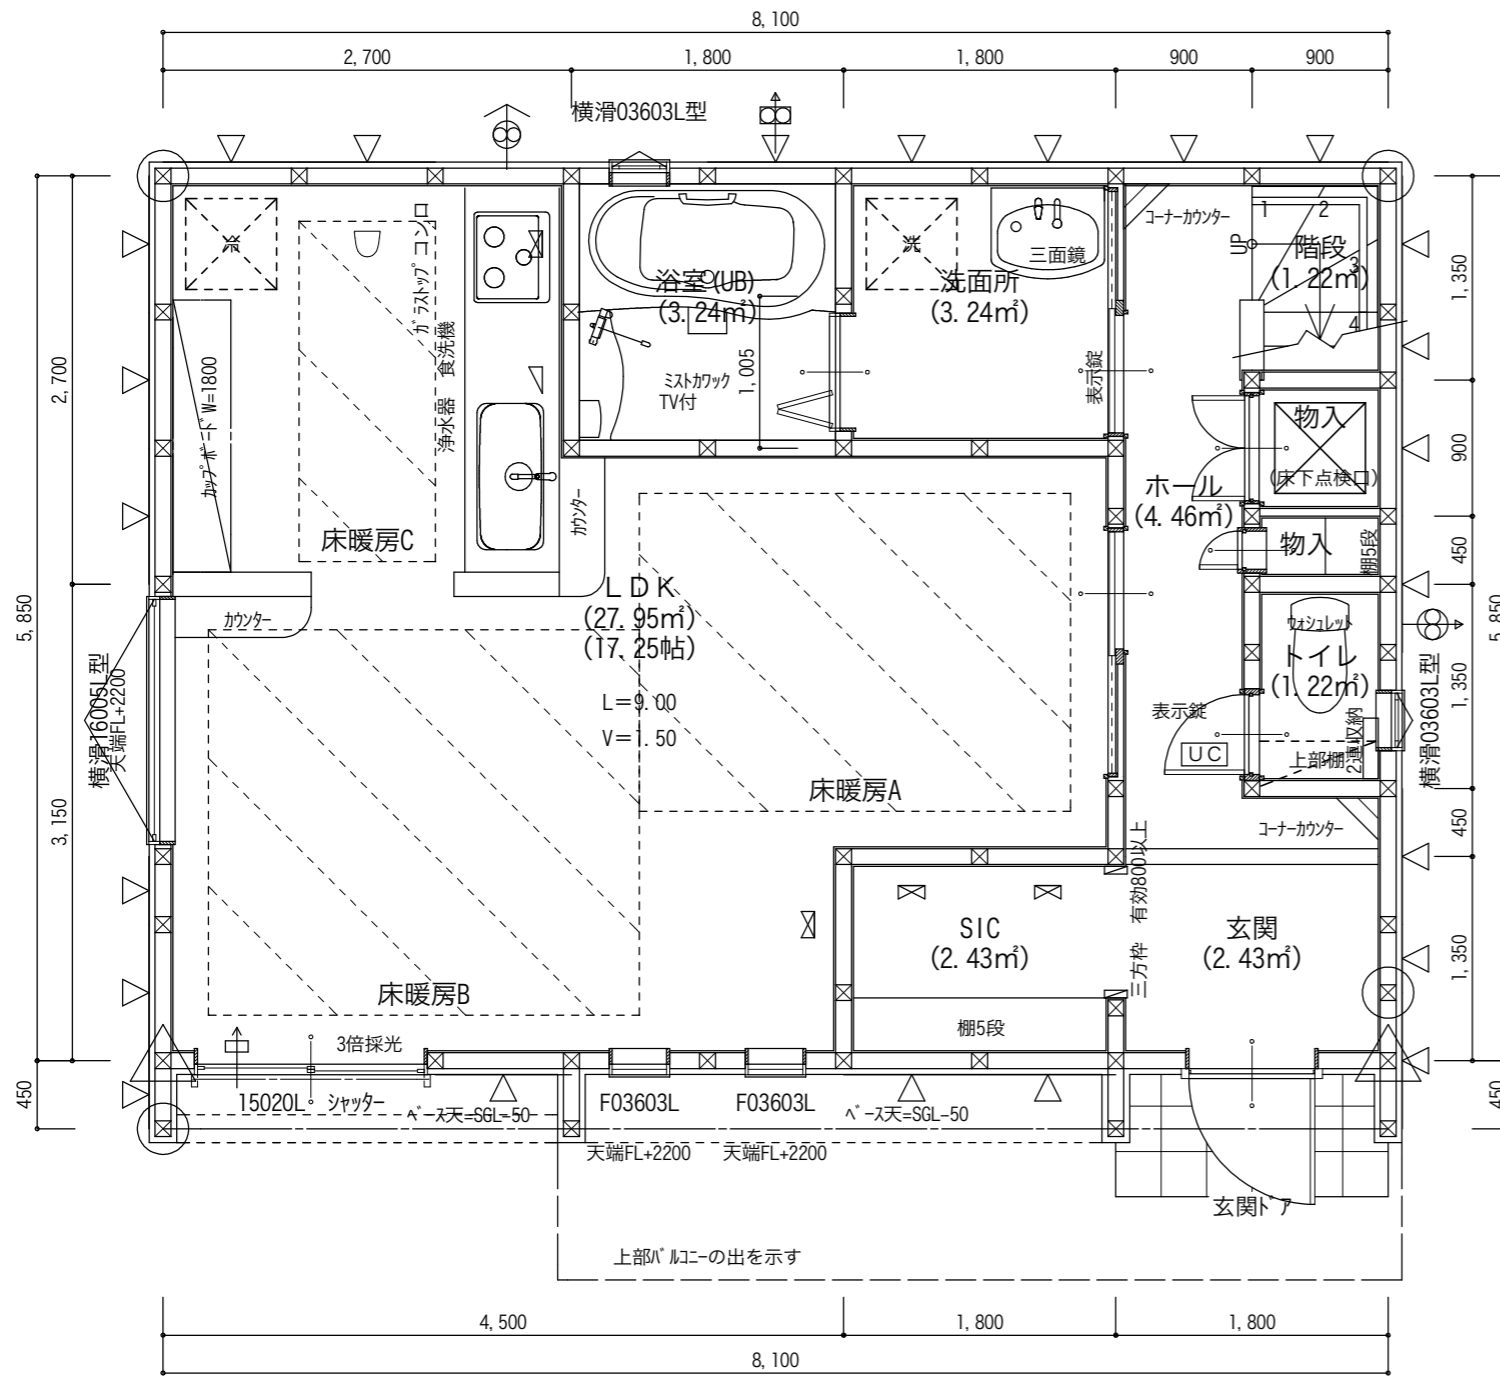 8,100
2,700
1,800
1,800
900
900
横滑03603L型
冷
ガラストップコンロ
食洗機
浄水器
カップボードW=1800
床暖房C
カウンター
カウンター
浴室(UB)
(3.24㎡)
ミストカワック
TV付
1,005
洗
三面鏡
洗面所
(3.24㎡)
表示錠
コーナーカウンター
UP
1
2
3
4
階段
(1.22㎡)
物入
(床下点検口)
ホール
(4.46㎡)
物入
棚5段
ウォシュレット
トイレ
(1.22㎡)
表示錠
UC
上部棚
2連収納
コーナーカウンター
横滑03603L型
LDK
(27.95㎡)
(17.25帖)
L=9.00
V=1.50
床暖房A
床暖房B
横滑16005L型
天端FL+2200
三方枠 有効800以上
SIC
(2.43㎡)
棚5段
玄関
(2.43㎡)
3倍採光
15020L シャッター
ベース天=SGL-50
F03603L
F03603L
ベース天=SGL-50
天端FL+2200
天端FL+2200
玄関ドア
上部バルコニーの出を示す
5,850
2,700
3,150
450
1,350
900
450
1,350
450
1,350
450
5,850
4,500
1,800
1,800
8,100